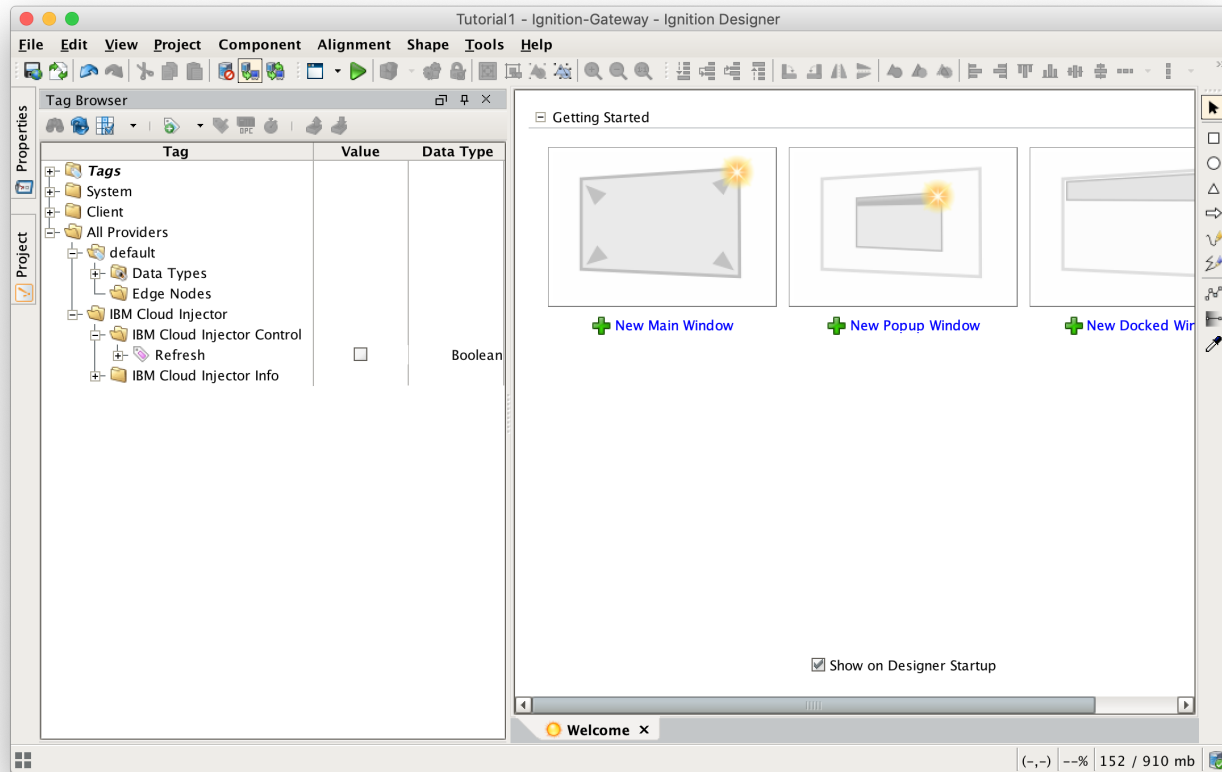 Tutorial1 - Ignition-Gateway - Ignition Designer
File Edit View Project Component Alignment Shape Tools Help
Properties
Project
Tag Browser
OPC
Tag Value Data Type
Tags
System
Client
All Providers
default
Data Types
Edge Nodes
IBM Cloud Injector
IBM Cloud Injector Control
Refresh Boolean
IBM Cloud Injector Info
Getting Started
New Main Window
New Popup Window
New Docked Wir
Show on Designer Startup
Welcome
(-,-) --% 152 / 910 mb